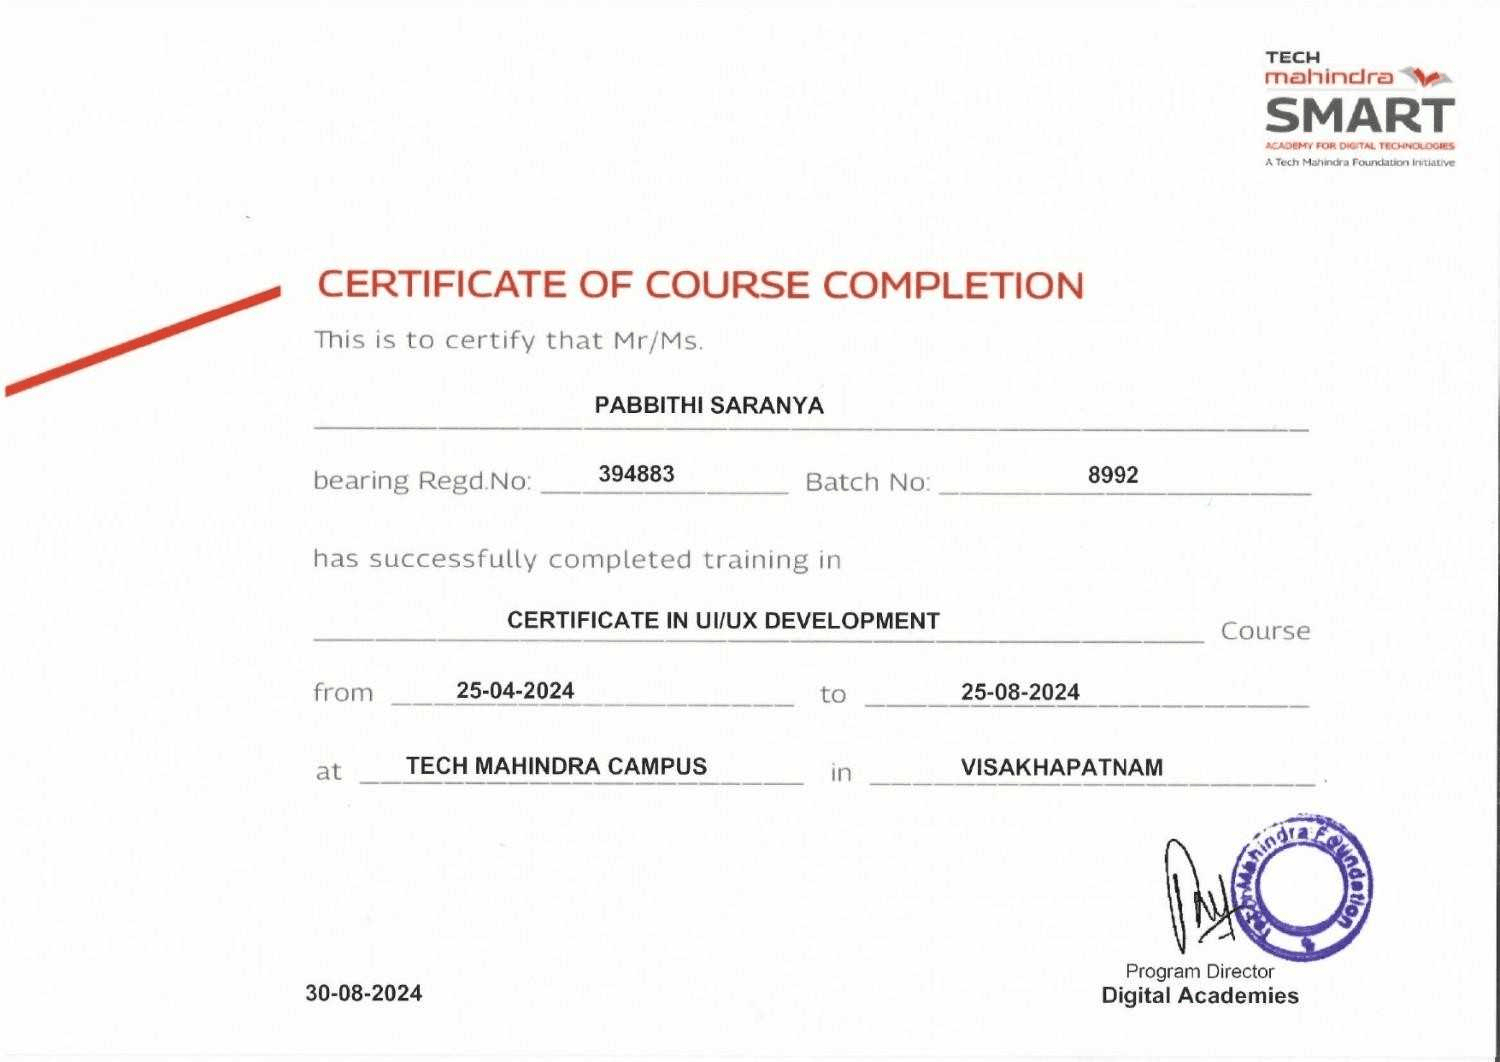 TECH
mahindra
SMART
ACADEMY FOR DIGITAL TECHNOLOGIES
A Tech Mahindra Foundation Initiative
CERTIFICATE OF COURSE COMPLETION
This is to certify that Mr/Ms.
PABBITHI SARANYA
bearing Regd.No: 394883 Batch No: 8992
has successfully completed training in
CERTIFICATE IN UI/UX DEVELOPMENT Course
from 25-04-2024 to 25-08-2024
at TECH MAHINDRA CAMPUS in VISAKHAPATNAM
Tech Mahindra Foundation
Program Director
Digital Academies
30-08-2024